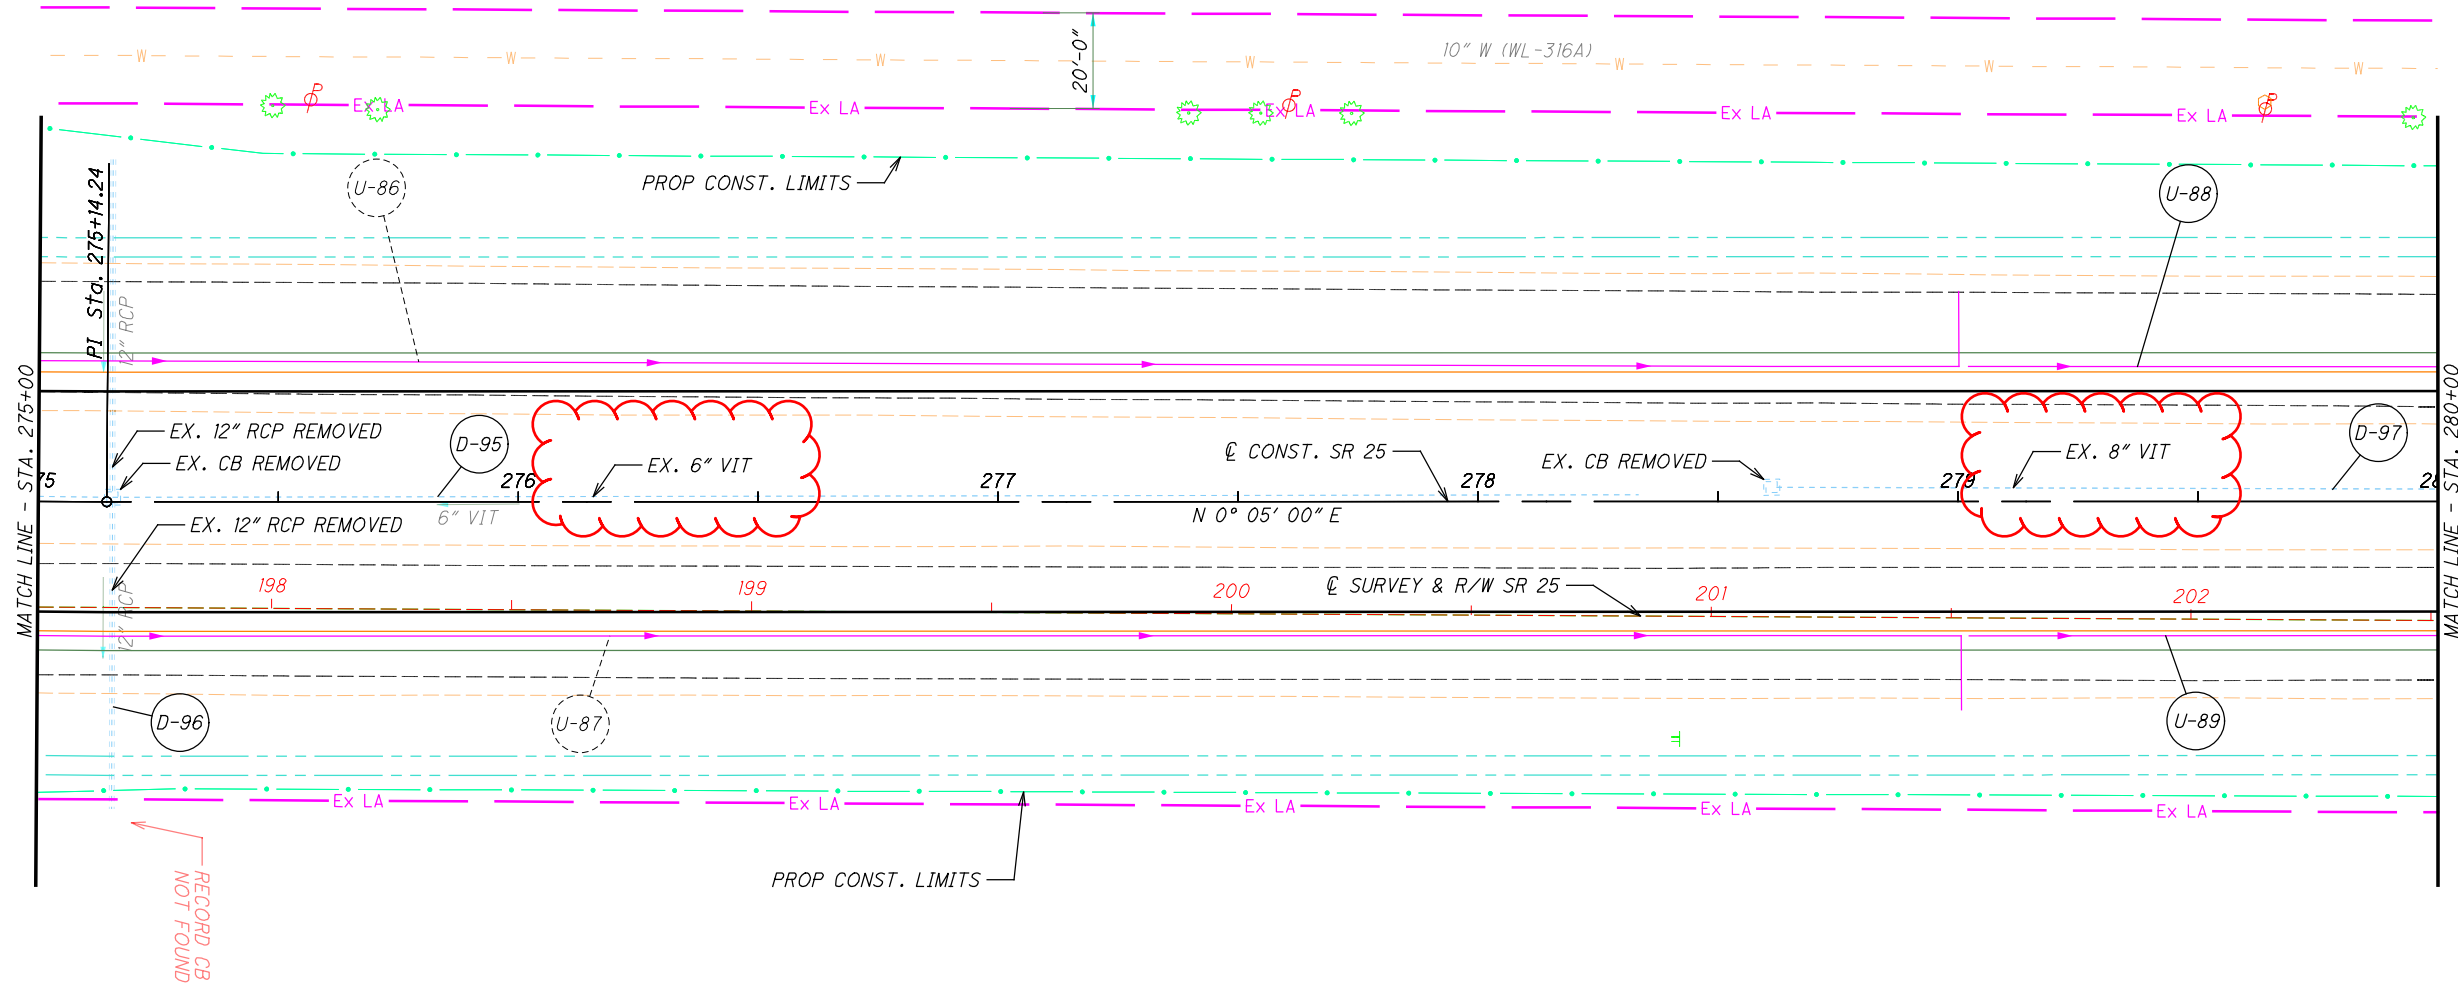 10" W (WL-316A)
W W W W W W W
20'-0"
Ex LA Ex LA Ex LA Ex LA Ex LA
P P P
PROP CONST. LIMITS
U-86
U-88
PI Sta. 275+14.24
12" RCP
MATCH LINE - STA. 275+00
MATCH LINE - STA. 280+00
EX. 12" RCP REMOVED
EX. CB REMOVED
D-95
EX. 6" VIT
℄ CONST. SR 25
EX. CB REMOVED
EX. 8" VIT
D-97
75 276 277 278 279 28
6" VIT
N 0° 05' 00" E
EX. 12" RCP REMOVED
12" RCP
198 199 200 201 202
℄ SURVEY & R/W SR 25
D-96
U-87
U-89
Ex LA Ex LA Ex LA Ex LA Ex LA
PROP CONST. LIMITS
RECORD CB
NOT FOUND